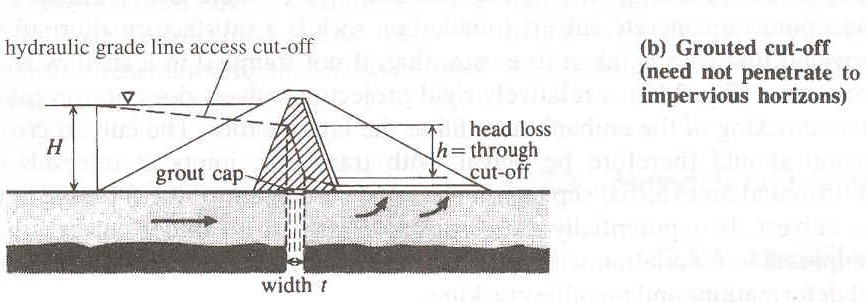 hydraulic grade line access cut-off
(b) Grouted cut-off
(need not penetrate to
impervious horizons)
H
grout cap
head loss
h = through
cut-off
width t